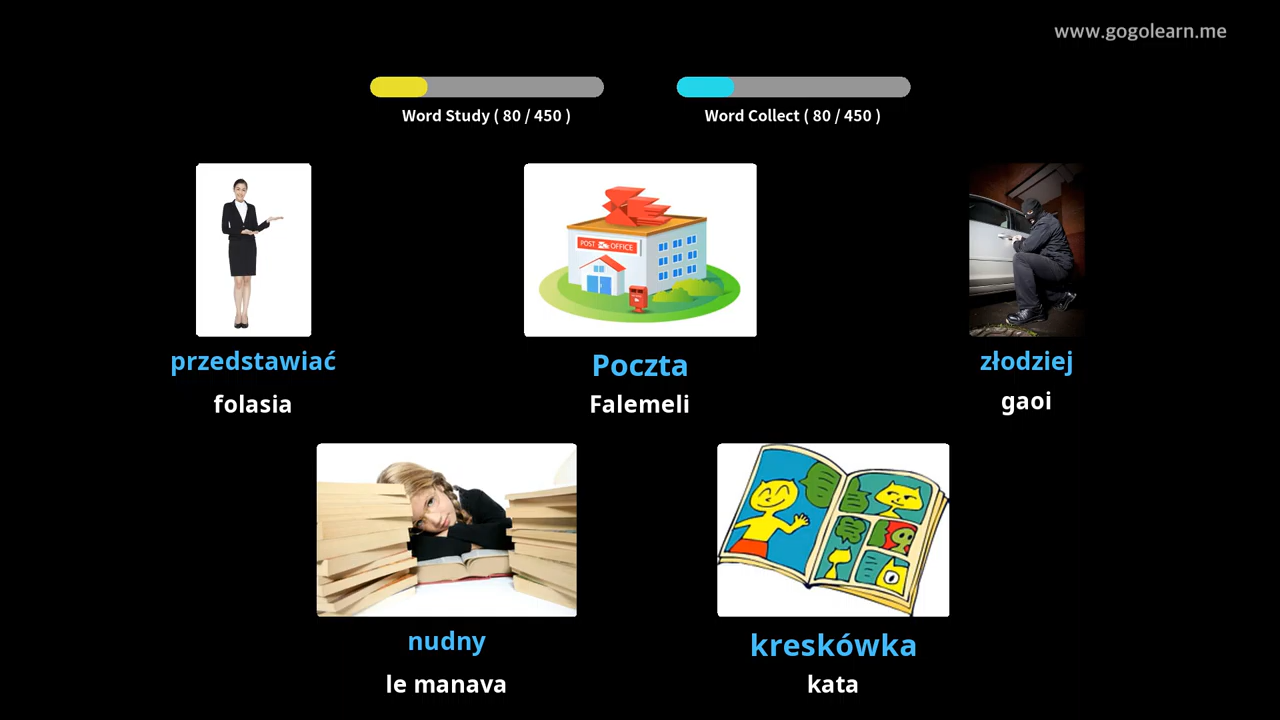 www.gogolearn.me
Word Study ( 80 / 450 )
Word Collect ( 80 / 450 )
POST OFFICE
przedstawiać
folasia
Poczta
Falemeli
złodziej
gaoi
nudny
le manava
kreskówka
kata